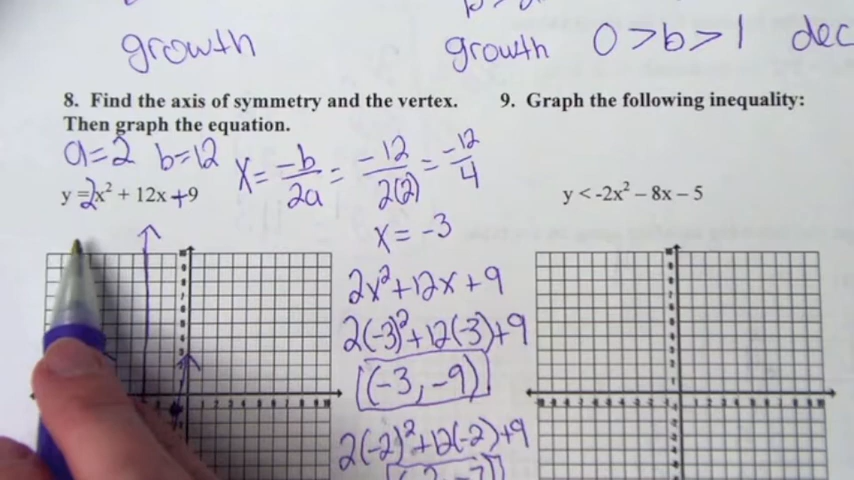 growth
growth 0 > b > 1 dec
8. Find the axis of symmetry and the vertex.
Then graph the equation.
a = 2 b = 12
x = -b/2a = -12/2(2) = -12/4
y = 2x² + 12x + 9
x = -3
2x² + 12x + 9
2(-3)² + 12(-3) + 9
(-3, -9)
2(-2)² + 12(-2) + 9
9. Graph the following inequality:
y < -2x² – 8x – 5